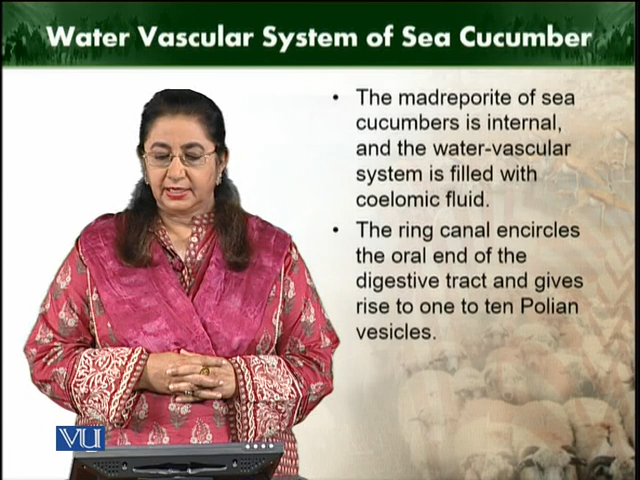 Water Vascular System of Sea Cucumber
• The madreporite of sea
cucumbers is internal,
and the water-vascular
system is filled with
coelomic fluid.
• The ring canal encircles
the oral end of the
digestive tract and gives
rise to one to ten Polian
vesicles.
VU